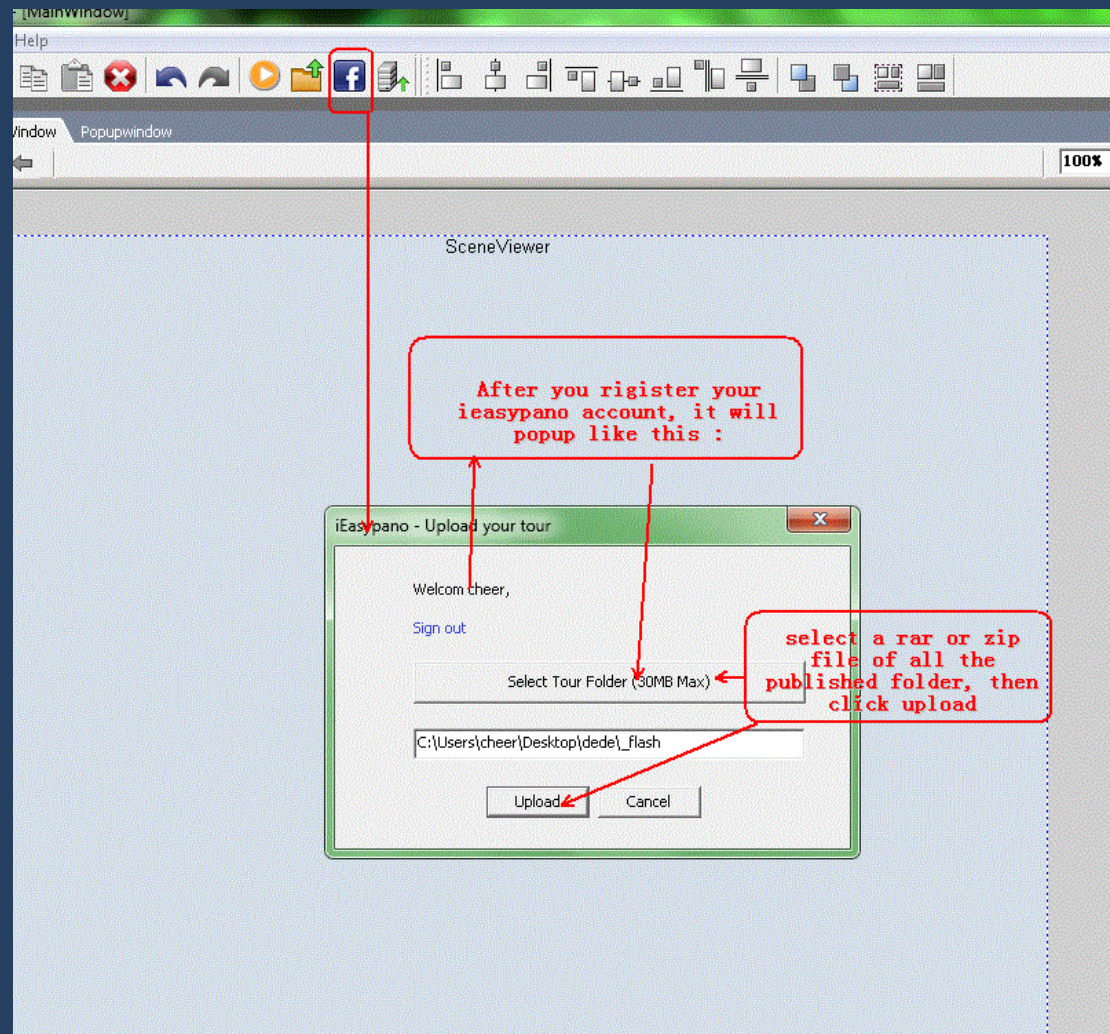 - [MainWindow]
Help
Window Popupwindow
100%
SceneViewer
After you rigister your
ieasypano account, it will
popup like this :
iEasypano - Upload your tour
Welcom cheer,
Sign out
Select Tour Folder (30MB Max)
select a rar or zip
file of all the
published folder, then
click upload
C:\Users\cheer\Desktop\dede\_flash
Upload Cancel